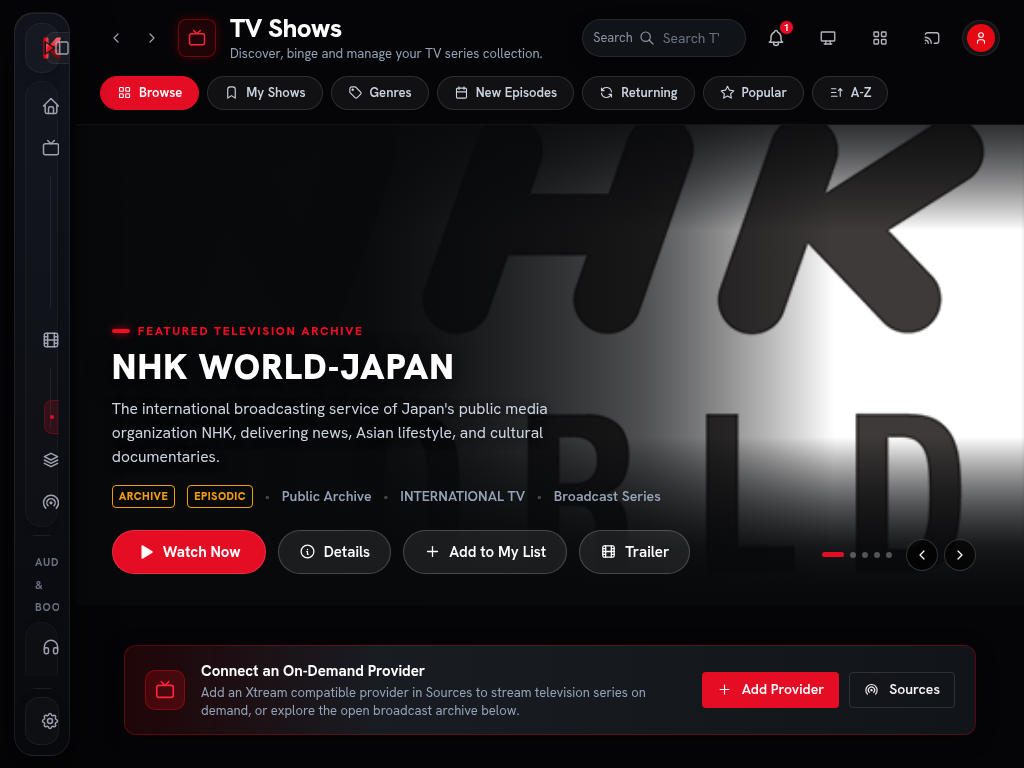 TV Shows
Discover, binge and manage your TV series collection.
Search
Search T
1
Browse
My Shows
Genres
New Episodes
Returning
Popular
A-Z
HK
ORLD
FEATURED TELEVISION ARCHIVE
NHK WORLD-JAPAN
The international broadcasting service of Japan's public media
organization NHK, delivering news, Asian lifestyle, and cultural
documentaries.
ARCHIVE
EPISODIC
• Public Archive • INTERNATIONAL TV • Broadcast Series
Watch Now
Details
Add to My List
Trailer
AUD
&
BOO
Connect an On-Demand Provider
Add an Xtream compatible provider in Sources to stream television series on
demand, or explore the open broadcast archive below.
Add Provider
Sources